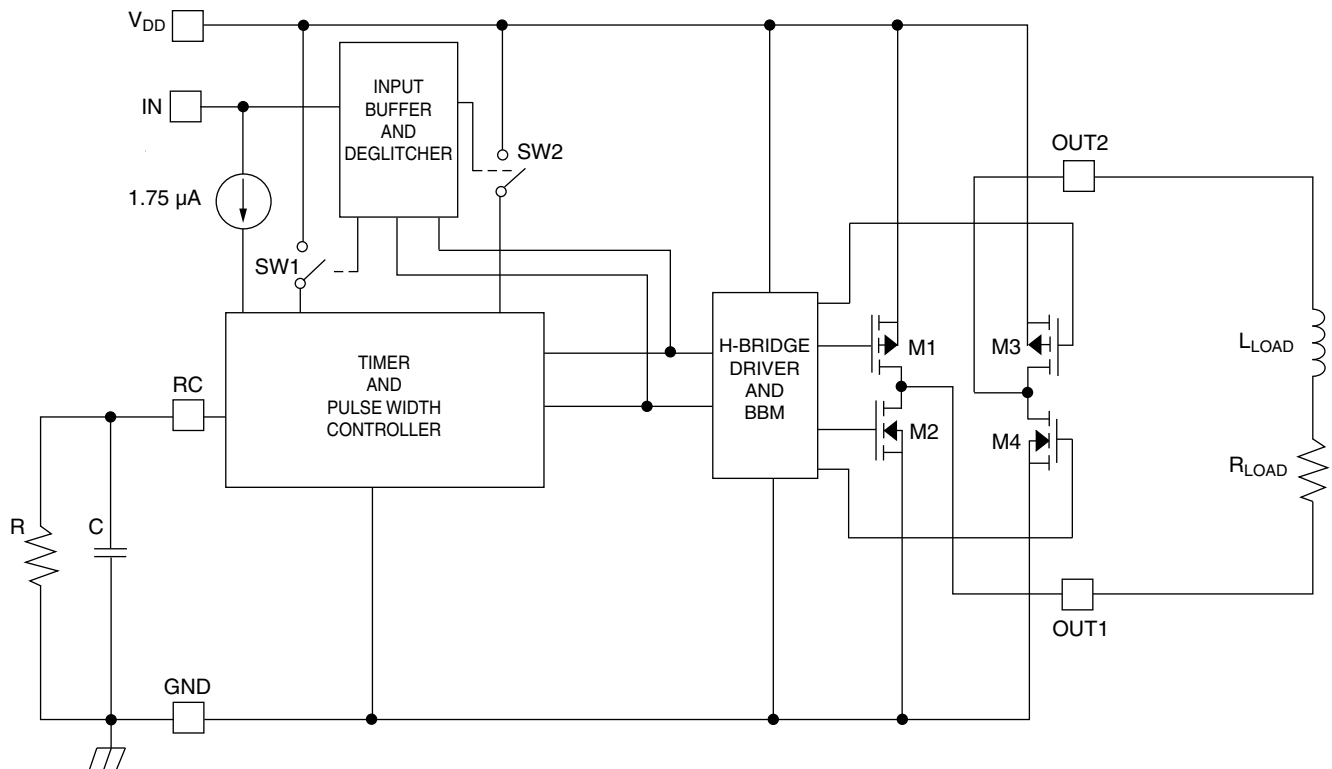 VDD
IN
INPUT
BUFFER
AND
DEGLITCHER
SW2
OUT2
1.75 µA
SW1
TIMER
AND
PULSE WIDTH
CONTROLLER
H-BRIDGE
DRIVER
AND
BBM
M1
M3
LLOAD
RC
M2
M4
RLOAD
R
C
OUT1
GND